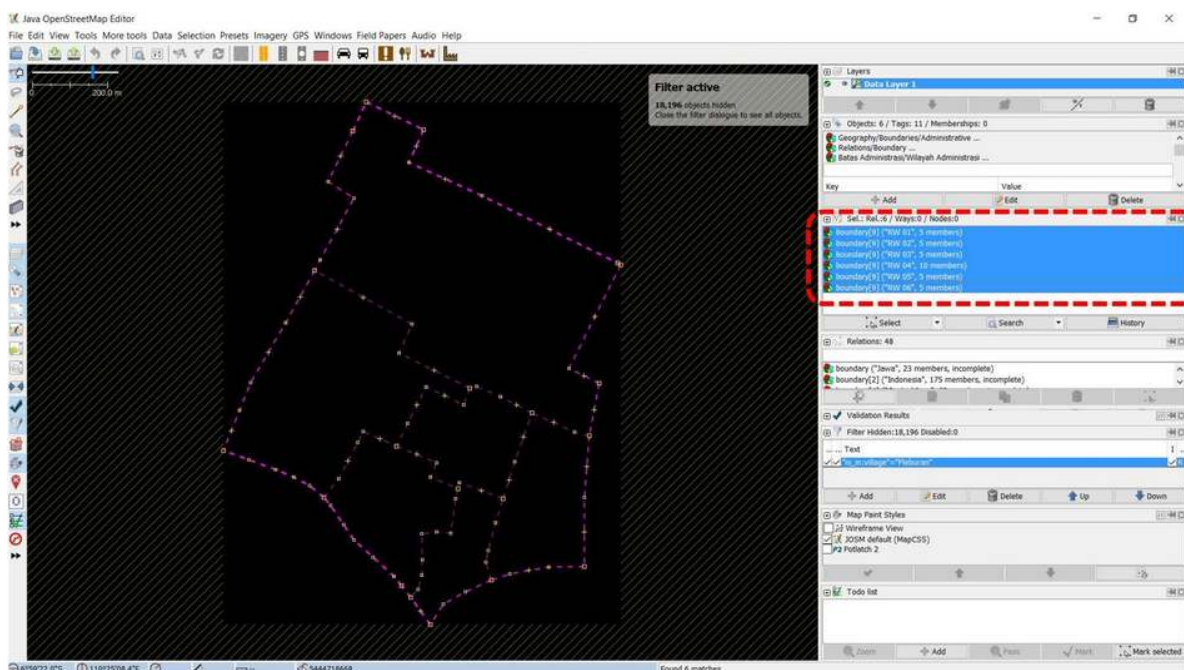 Java OpenStreetMap Editor
File Edit View Tools More tools Data Selection Presets Imagery GPS Windows Field Papers Audio Help
0 200.0 m
Filter active
18,196 objects hidden
Close the filter dialogue to see all objects.
Layers
Data Layer 1
Objects: 6 / Tags: 11 / Memberships: 0
Geography/Boundaries/Administrative ...
Relations/Boundary ...
Batas Administrasi/Wilayah Administrasi ...
Key Value
Add Edit Delete
Sel.: Rel.:6 / Ways:0 / Nodes:0
boundary[9] ("RW 01", 5 members)
boundary[9] ("RW 02", 5 members)
boundary[9] ("RW 03", 5 members)
boundary[9] ("RW 04", 10 members)
boundary[9] ("RW 05", 5 members)
boundary[9] ("RW 06", 5 members)
Select Search History
Relations: 48
boundary ("Jawa", 23 members, incomplete)
boundary[2] ("Indonesia", 175 members, incomplete)
Validation Results
Filter Hidden:18,196 Disabled:0
... ... Text I ...
"is_in:village"="Pleburan"
Add Edit Delete Up Down
Map Paint Styles
Wireframe View
JOSM default (MapCSS)
Potlatch 2
Todo list
Zoom Add Pass Mark Mark selected
5444718668
Found 6 matches